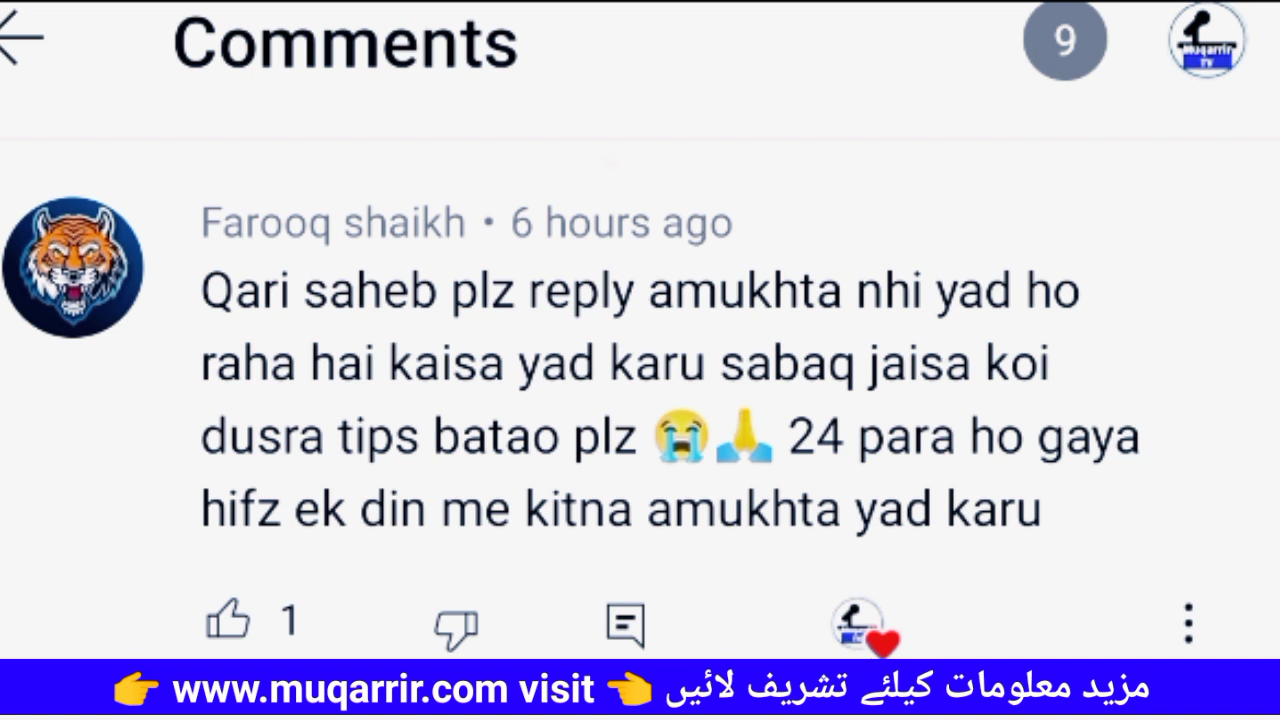 Comments
9
Muqarrir
TV
Farooq shaikh • 6 hours ago
Qari saheb plz reply amukhta nhi yad ho
raha hai kaisa yad karu sabaq jaisa koi
dusra tips batao plz 😭🙏 24 para ho gaya
hifz ek din me kitna amukhta yad karu
1
👉 www.muqarrir.com visit 👈 مزید معلومات کیلئے تشریف لائیں